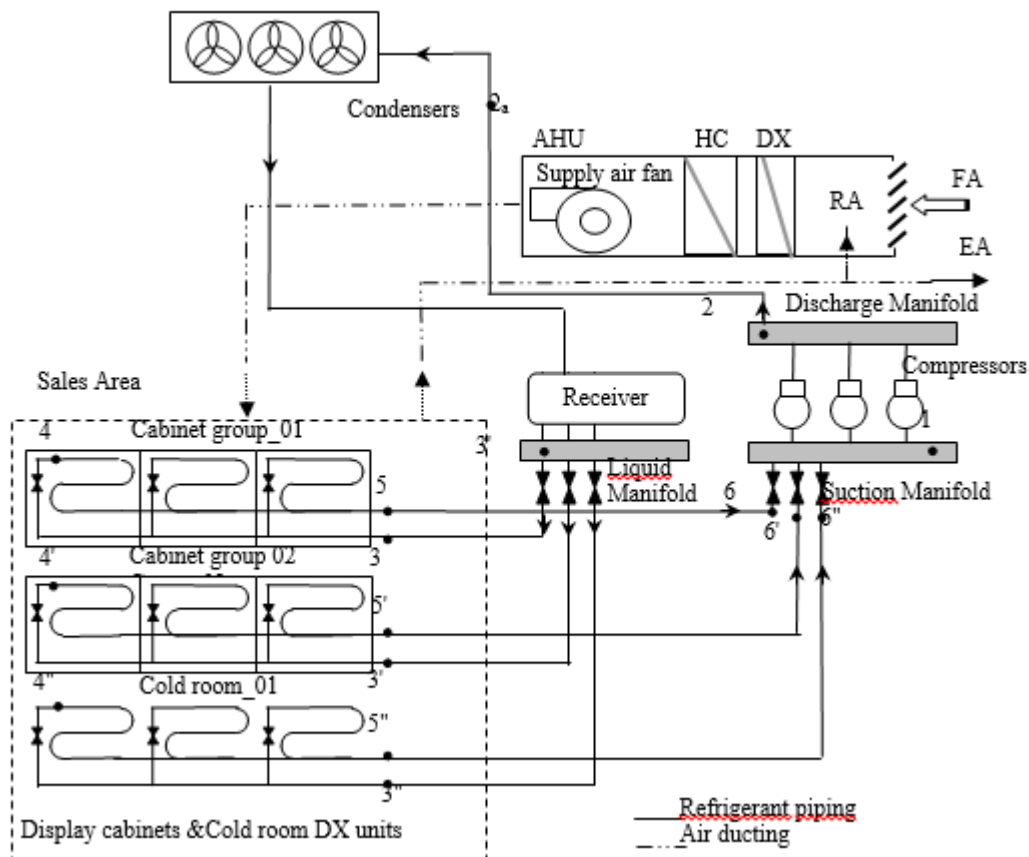 Condensers
2a
AHU
HC
DX
Supply air fan
RA
FA
EA
2
Discharge Manifold
Compressors
Sales Area
Receiver
1
4
Cabinet group_01
3'
Liquid
Manifold
5
6
Suction Manifold
6'
6"
4'
Cabinet group 02
3
5'
4"
Cold room_01
3'
5"
3"
Display cabinets &Cold room DX units
Refrigerant piping
Air ducting